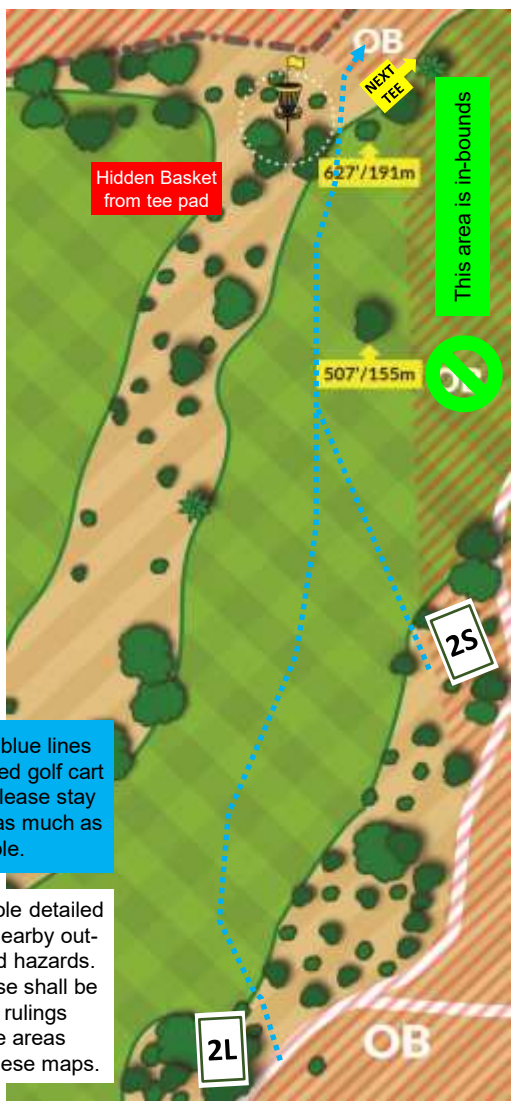 OB
NEXT
TEE
This area is in-bounds
Hidden Basket
from tee pad
627'/191m
507'/155m
2S
blue lines
ed golf cart
lease stay
as much as
ole.
ole detailed
earby out-
d hazards.
se shall be
rulings
e areas
ese maps.
2L
OB